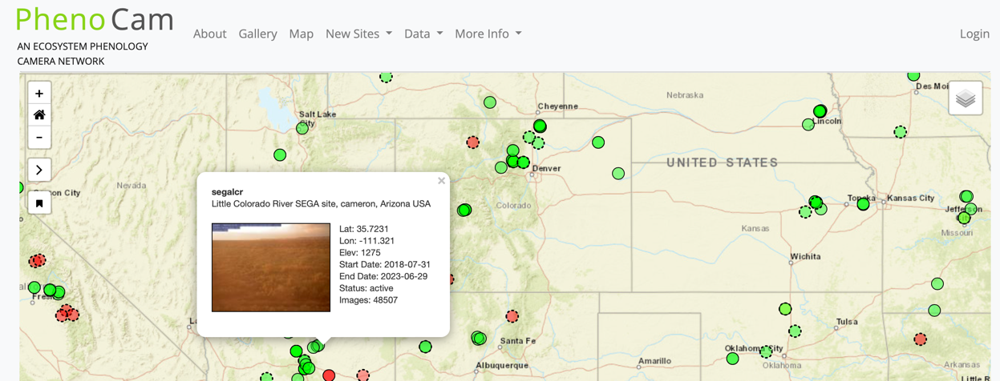 PhenoCam
AN ECOSYSTEM PHENOLOGY
CAMERA NETWORK
About
Gallery
Map
New Sites
Data
More Info
Login
+
−
Des Moi
Cheyenne
Nebraska
Salt Lake
City
Lincoln
UNITED STATES
Denver
Nevada
on City
Colorado
Topeka
Kansas City
Jefferson
City
Kansas
Missouri
Wichita
×
segalcr
Little Colorado River SEGA site, cameron, Arizona USA
Lat: 35.7231
Lon: -111.321
Elev: 1275
Start Date: 2018-07-31
End Date: 2023-06-29
Status: active
Images: 48507
Fresno
La
Tulsa
Santa Fe
Oklahoma City
Oklahoma
Albuquerque
Amarillo
Arkansas
Little R